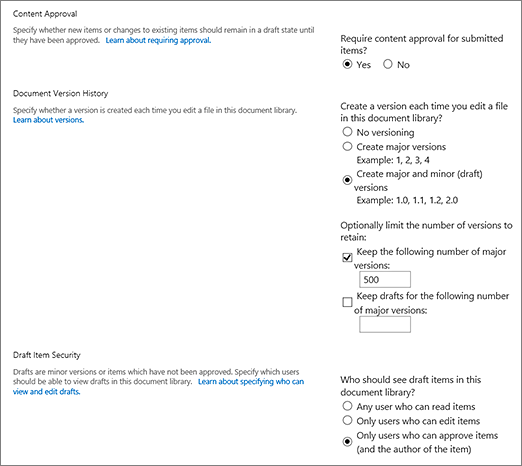 Content Approval
Specify whether new items or changes to existing items should remain in a draft state until
they have been approved. Learn about requiring approval.
Require content approval for submitted
items?
Yes No
Document Version History
Specify whether a version is created each time you edit a file in this document library.
Learn about versions.
Create a version each time you edit a file
in this document library?
No versioning
Create major versions
Example: 1, 2, 3, 4
Create major and minor (draft)
versions
Example: 1.0, 1.1, 1.2, 2.0
Optionally limit the number of versions to
retain:
Keep the following number of major
versions:
500
Keep drafts for the following number
of major versions:
Draft Item Security
Drafts are minor versions or items which have not been approved. Specify which users
should be able to view drafts in this document library. Learn about specifying who can
view and edit drafts.
Who should see draft items in this
document library?
Any user who can read items
Only users who can edit items
Only users who can approve items
(and the author of the item)